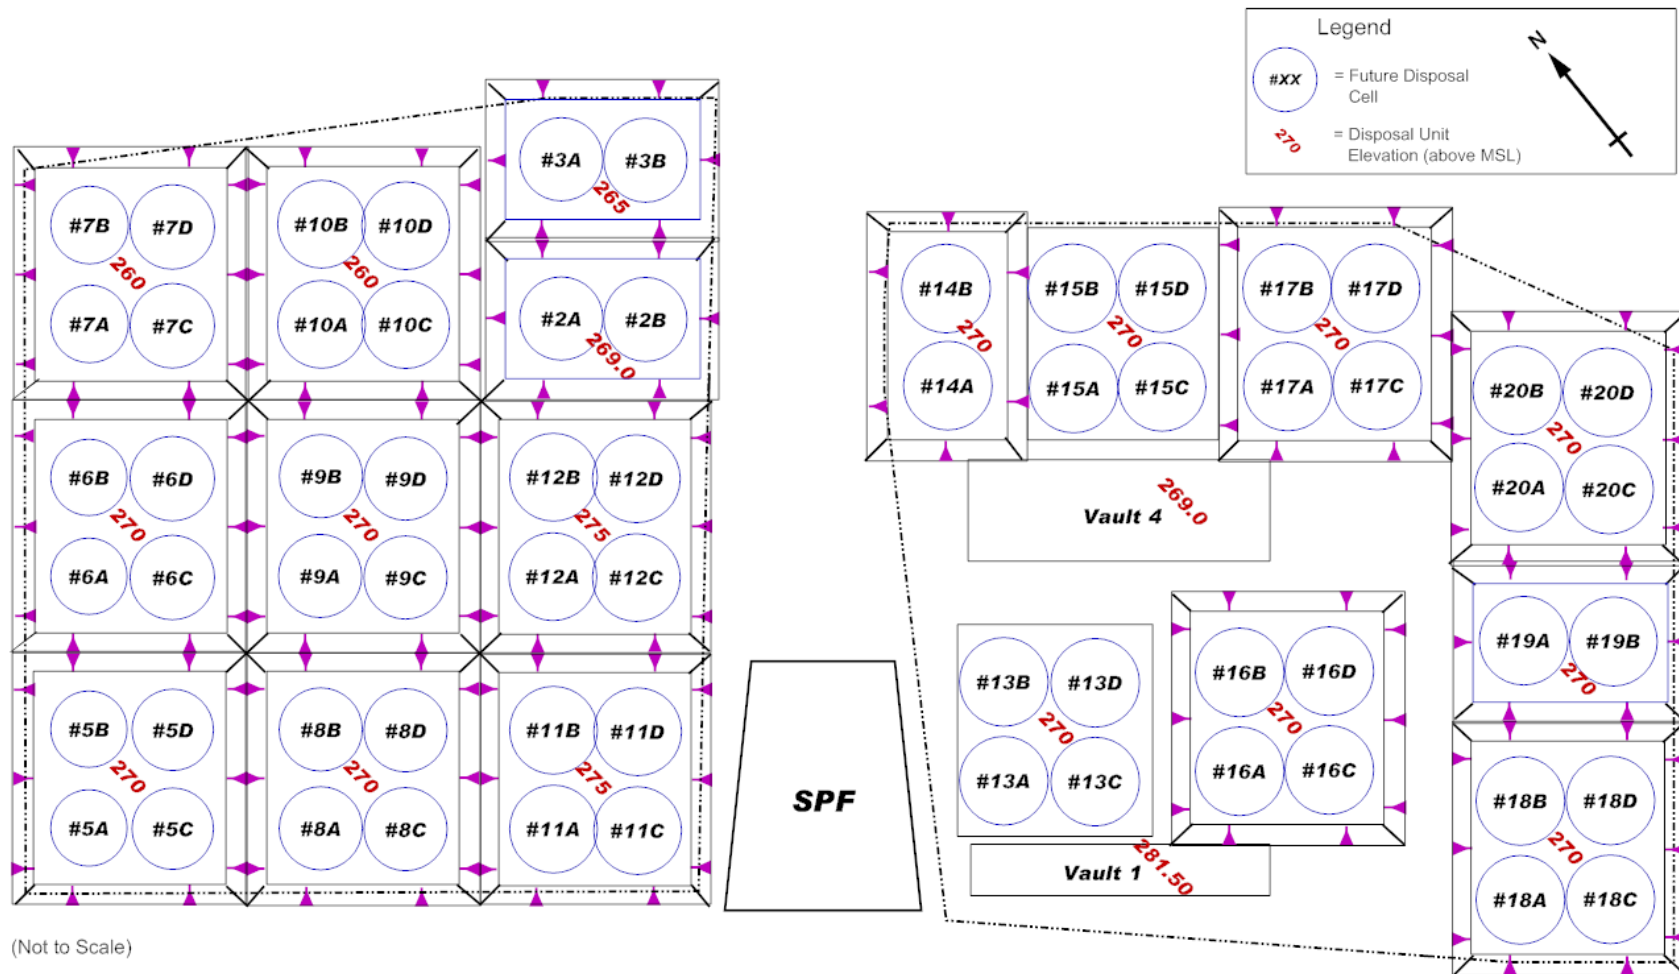 Legend
N
#XX
= Future Disposal
Cell
270
= Disposal Unit
Elevation (above MSL)
#3A #3B
265
#7B #7D
260
#7A #7C
#10B #10D
260
#10A #10C
#2A #2B
269.0
#6B #6D
270
#6A #6C
#9B #9D
270
#9A #9C
#12B #12D
275
#12A #12C
#5B #5D
270
#5A #5C
#8B #8D
270
#8A #8C
#11B #11D
275
#11A #11C
SPF
#14B
270
#14A
#15B #15D
270
#15A #15C
#17B #17D
270
#17A #17C
#20B #20D
270
#20A #20C
Vault 4
269.0
#13B #13D
270
#13A #13C
#16B #16D
270
#16A #16C
#19A #19B
270
#18B #18D
270
#18A #18C
Vault 1
281.50
(Not to Scale)